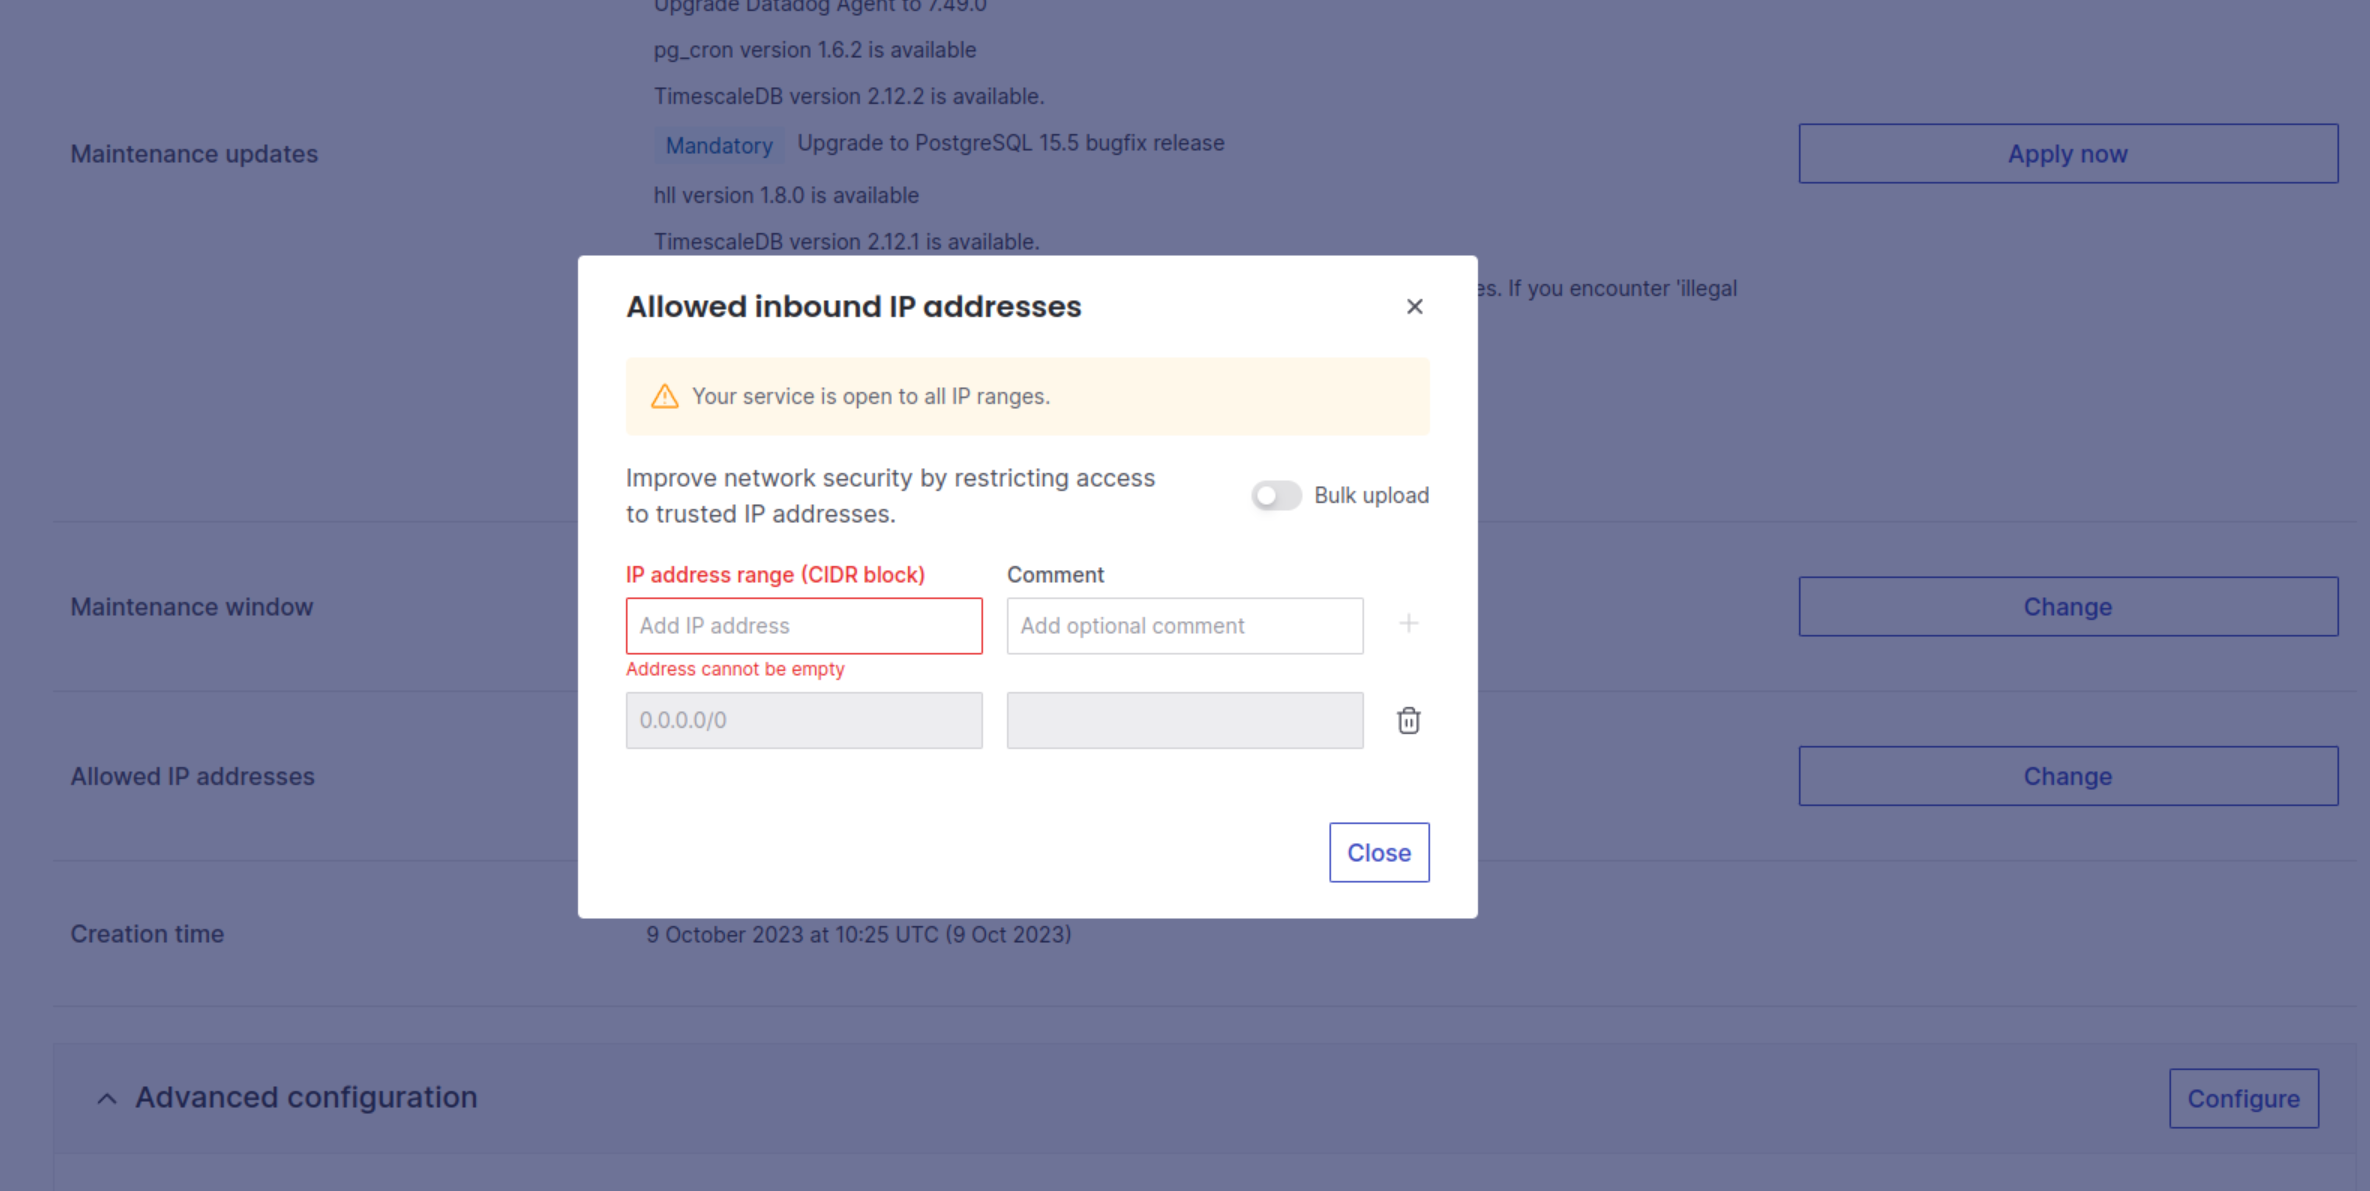 Upgrade Datadog Agent to 7.49.0
pg_cron version 1.6.2 is available
TimescaleDB version 2.12.2 is available.
Maintenance updates
Mandatory Upgrade to PostgreSQL 15.5 bugfix release
Apply now
hll version 1.8.0 is available
TimescaleDB version 2.12.1 is available.
es. If you encounter 'illegal
Allowed inbound IP addresses
Your service is open to all IP ranges.
Improve network security by restricting access
to trusted IP addresses.
Bulk upload
IP address range (CIDR block)
Comment
Add IP address
Add optional comment
Address cannot be empty
0.0.0.0/0
Close
Maintenance window
Change
Allowed IP addresses
Change
Creation time
9 October 2023 at 10:25 UTC (9 Oct 2023)
Advanced configuration
Configure